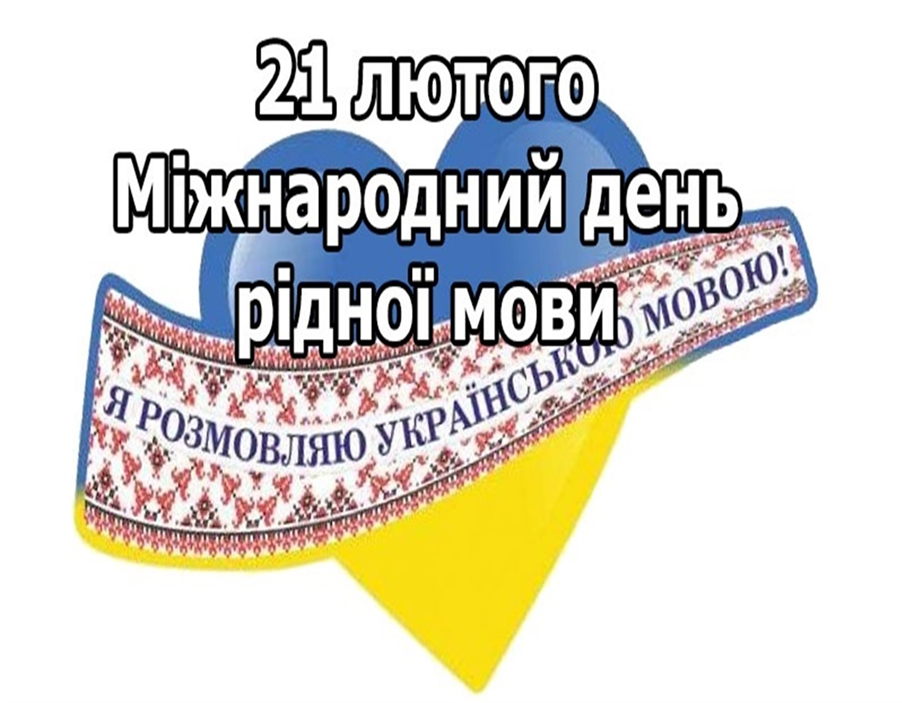 21 лютого
Міжнародний день
рідної мови
Я РОЗМОВЛЯЮ УКРАЇНСЬКОЮ МОВОЮ!